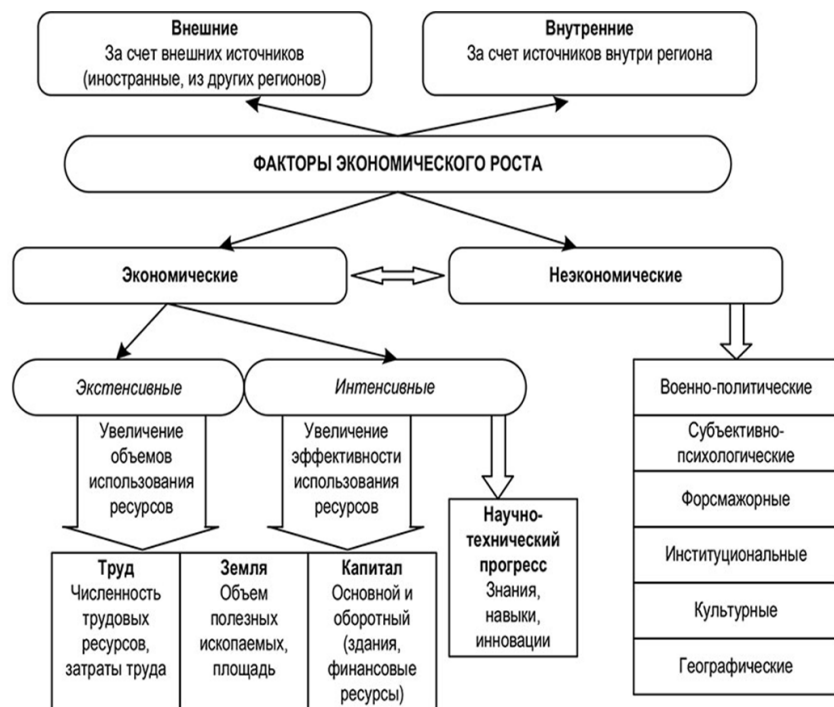 Внешние
За счет внешних источников
(иностранные, из других регионов)
Внутренние
За счет источников внутри региона
ФАКТОРЫ ЭКОНОМИЧЕСКОГО РОСТА
Экономические
Неэкономические
Экстенсивные
Интенсивные
Увеличение
объемов
использования
ресурсов
Увеличение
эффективности
использования
ресурсов
Труд
Численность
трудовых
ресурсов,
затраты труда
Земля
Объем
полезных
ископаемых,
площадь
Капитал
Основной и
оборотный
(здания,
финансовые
ресурсы)
Научно-
технический
прогресс
Знания,
навыки,
инновации
Военно-политические
Субъективно-
психологические
Форсмажорные
Институциональные
Культурные
Географические